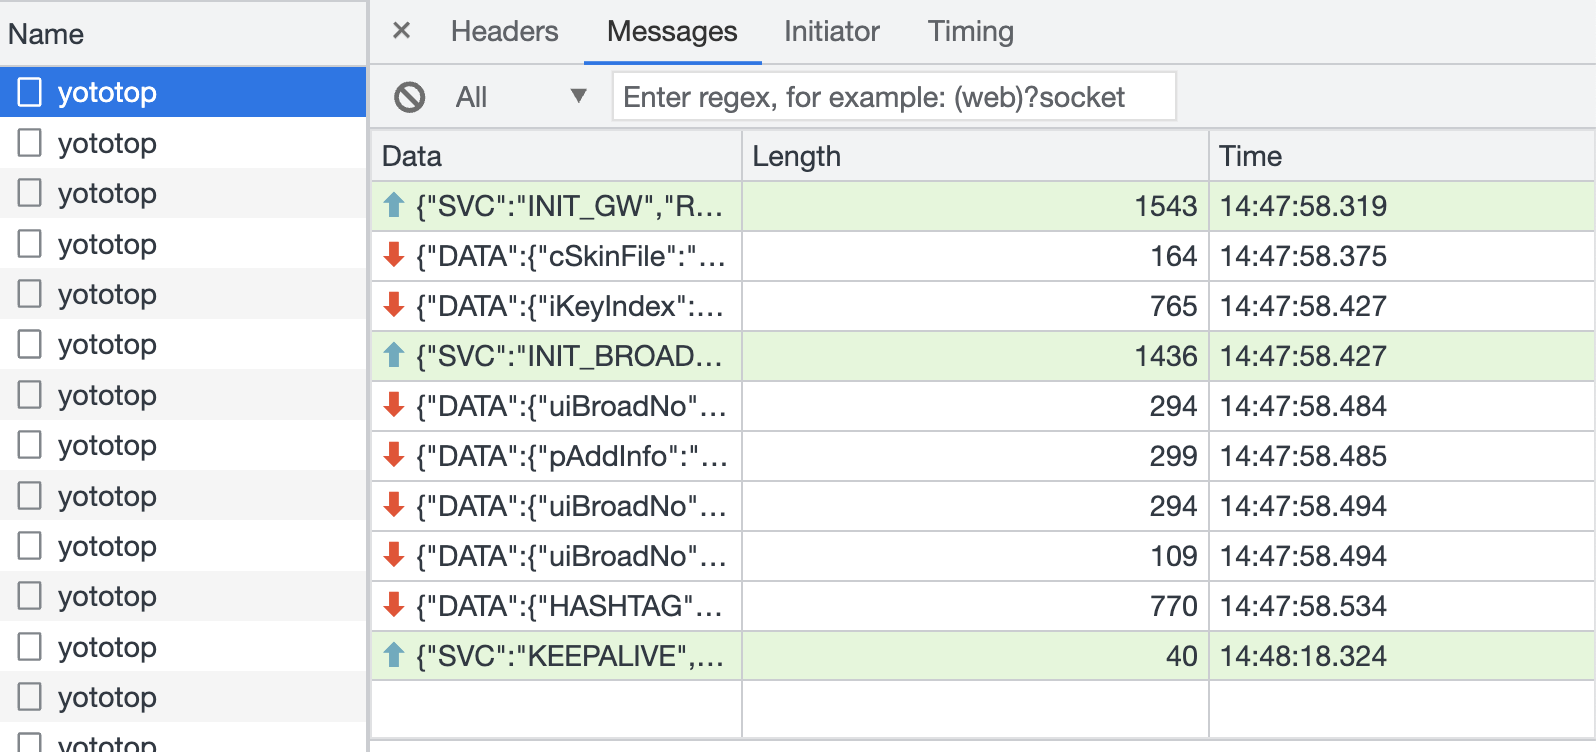 Name
yototop
yototop
yototop
yototop
yototop
yototop
yototop
yototop
yototop
yototop
yototop
yototop
yototop
yototop
× Headers Messages Initiator Timing
All ▼ Enter regex, for example: (web)?socket
Data Length Time
{"SVC":"INIT_GW","R... 1543 14:47:58.319
{"DATA":{"cSkinFile":"... 164 14:47:58.375
{"DATA":{"iKeyIndex":... 765 14:47:58.427
{"SVC":"INIT_BROAD... 1436 14:47:58.427
{"DATA":{"uiBroadNo"... 294 14:47:58.484
{"DATA":{"pAddInfo":"... 299 14:47:58.485
{"DATA":{"uiBroadNo"... 294 14:47:58.494
{"DATA":{"uiBroadNo"... 109 14:47:58.494
{"DATA":{"HASHTAG"... 770 14:47:58.534
{"SVC":"KEEPALIVE",... 40 14:48:18.324